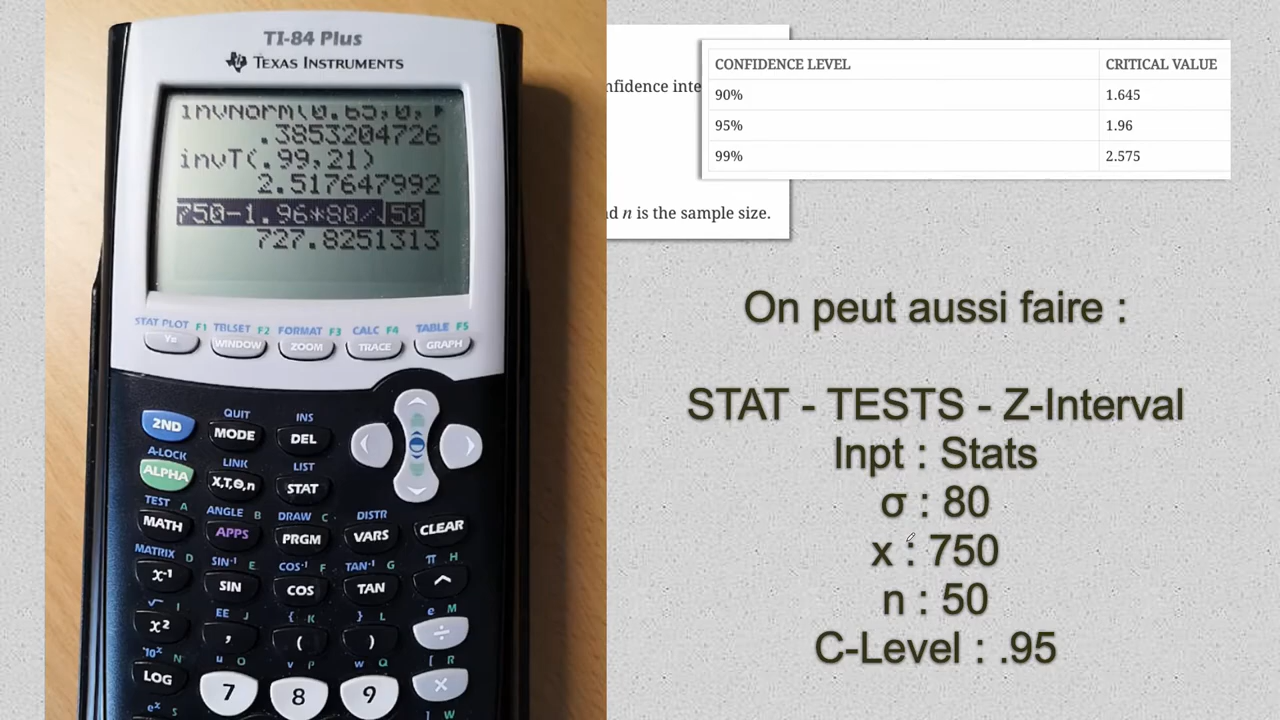 TI-84 Plus
TEXAS INSTRUMENTS
invNorm(0.65,0,
.3853204726
invT(.99,21)
2.517647992
750-1.96*80/√50
727.8251313
STAT PLOT F1 TBLSET F2 FORMAT F3 CALC F4 TABLE F5
Y= WINDOW ZOOM TRACE GRAPH
QUIT INS
2ND MODE DEL
A-LOCK LINK LIST
ALPHA X,T,θ,n STAT
TEST A ANGLE B DRAW C DISTR
MATH APPS PRGM VARS CLEAR
MATRIX D SIN⁻¹ E COS⁻¹ F TAN⁻¹ G π H
x⁻¹ SIN COS TAN ^
√ I EE J { K } L e M
x² , ( ) ÷
10ˣ N u O v P w Q [ R
LOG 7 8 9 ×
eˣ S
nfidence inte
nd n is the sample size.
CONFIDENCE LEVEL CRITICAL VALUE
90% 1.645
95% 1.96
99% 2.575
On peut aussi faire :
STAT - TESTS - Z-Interval
Inpt : Stats
σ : 80
x : 750
n : 50
C-Level : .95